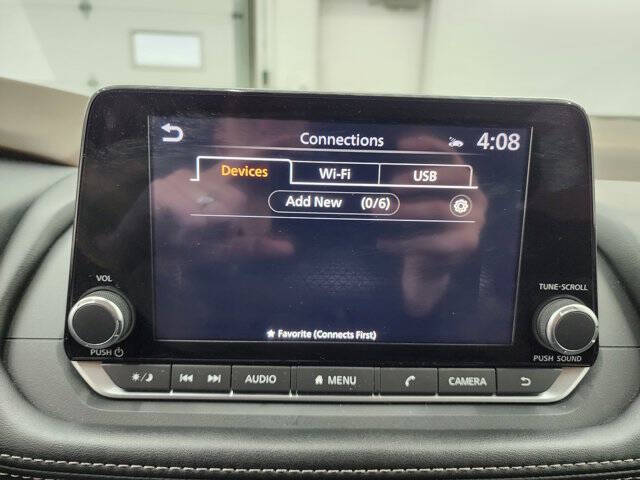 Connections
4:08
Devices
Wi-Fi
USB
Add New (0/6)
★ Favorite (Connects First)
VOL
PUSH ⏻
TUNE-SCROLL
PUSH SOUND
AUDIO
MENU
CAMERA